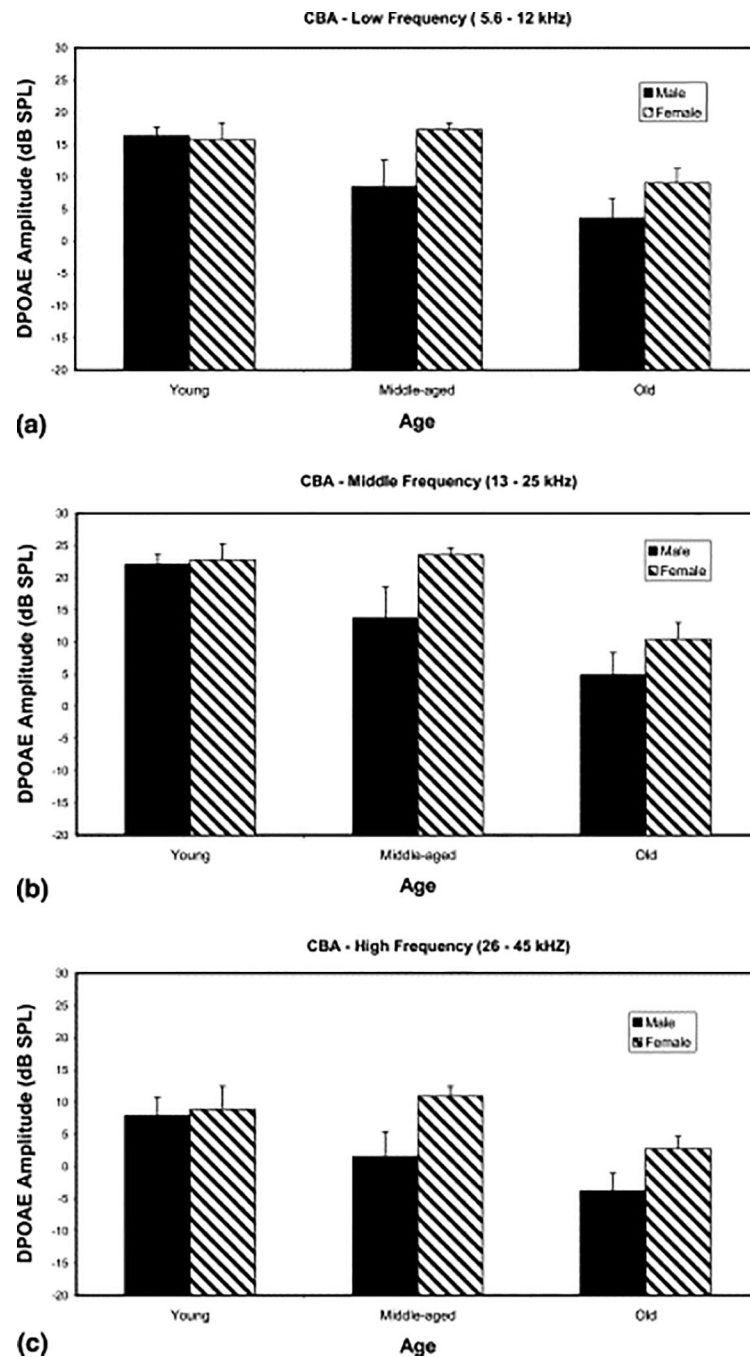 CBA - Low Frequency ( 5.6 - 12 kHz)
DPOAE Amplitude (dB SPL)
30
25
20
15
10
5
0
-5
-10
-15
-20
Male
Female
Young Middle-aged Old
(a)
Age
CBA - Middle Frequency (13 - 25 kHz)
DPOAE Amplitude (dB SPL)
30
25
20
15
10
5
0
-5
-10
-15
-20
Male
Female
Young Middle-aged Old
(b)
Age
CBA - High Frequency (26 - 45 kHZ)
DPOAE Amplitude (dB SPL)
30
25
20
15
10
5
0
-5
-10
-15
-20
Male
Female
Young Middle-aged Old
(c)
Age